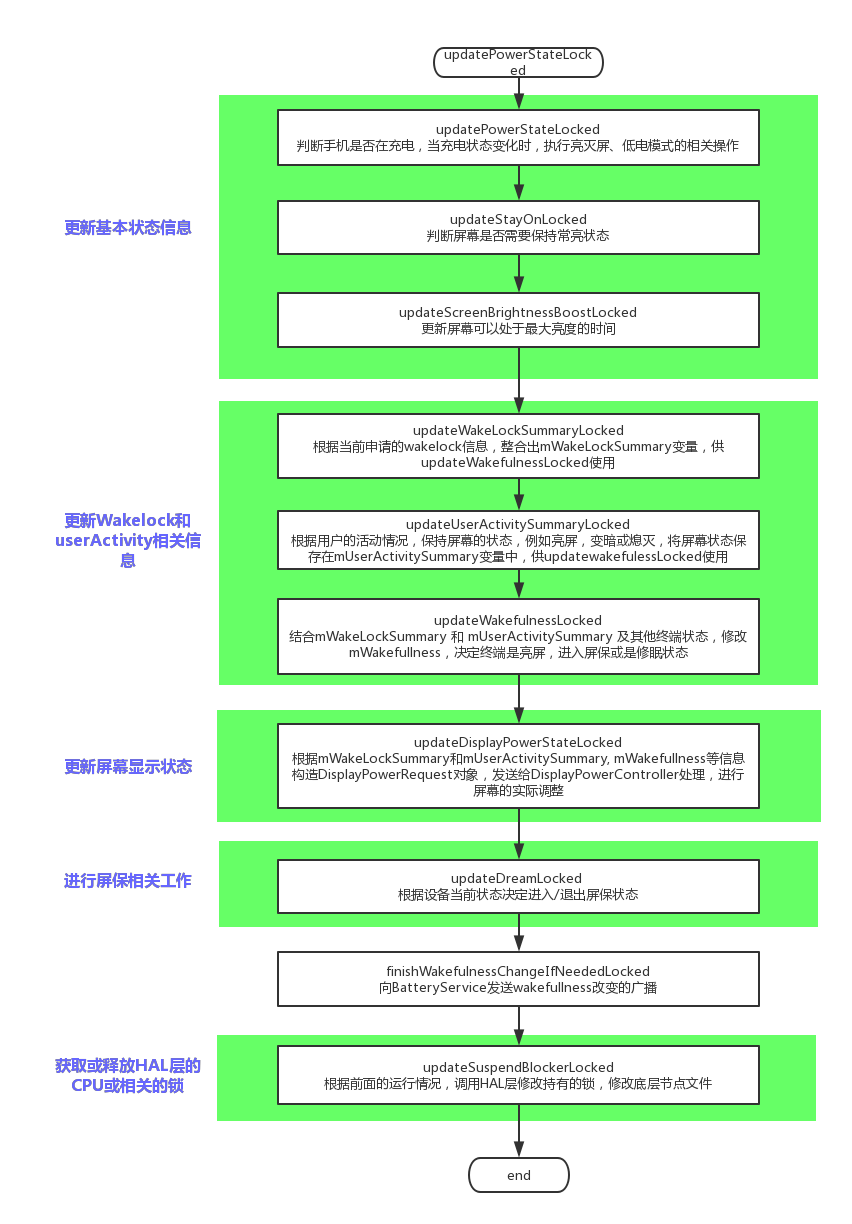 updatePowerStateLock
ed
updatePowerStateLocked
判断手机是否在充电，当充电状态变化时，执行亮灭屏、低电模式的相关操作
更新基本状态信息
updateStayOnLocked
判断屏幕是否需要保持常亮状态
updateScreenBrightnessBoostLocked
更新屏幕可以处于最大亮度的时间
updateWakeLockSummaryLocked
根据当前申请的wakelock信息，整合出mWakeLockSummary变量，供
updateWakefulnessLocked使用
更新Wakelock和
userActivity相关信
息
updateUserActivitySummaryLocked
根据用户的活动情况，保持屏幕的状态，例如亮屏，变暗或熄灭，将屏幕状态保
存在mUserActivitySummary变量中，供updatewakefulessLocked使用
updateWakefulnessLocked
结合mWakeLockSummary 和 mUserActivitySummary 及其他终端状态，修改
mWakefullness，决定终端是亮屏，进入屏保或是修眠状态
更新屏幕显示状态
updateDisplayPowerStateLocked
根据mWakeLockSummary和mUserActivitySummary, mWakefullness等信息
构造DisplayPowerRequest对象，发送给DisplayPowerController处理，进行
屏幕的实际调整
进行屏保相关工作
updateDreamLocked
根据设备当前状态决定进入/退出屏保状态
finishWakefulnessChangeIfNeededLocked
向BatteryService发送wakefullness改变的广播
获取或释放HAL层的
CPU或相关的锁
updateSuspendBlockerLocked
根据前面的运行情况，调用HAL层修改持有的锁，修改底层节点文件
end